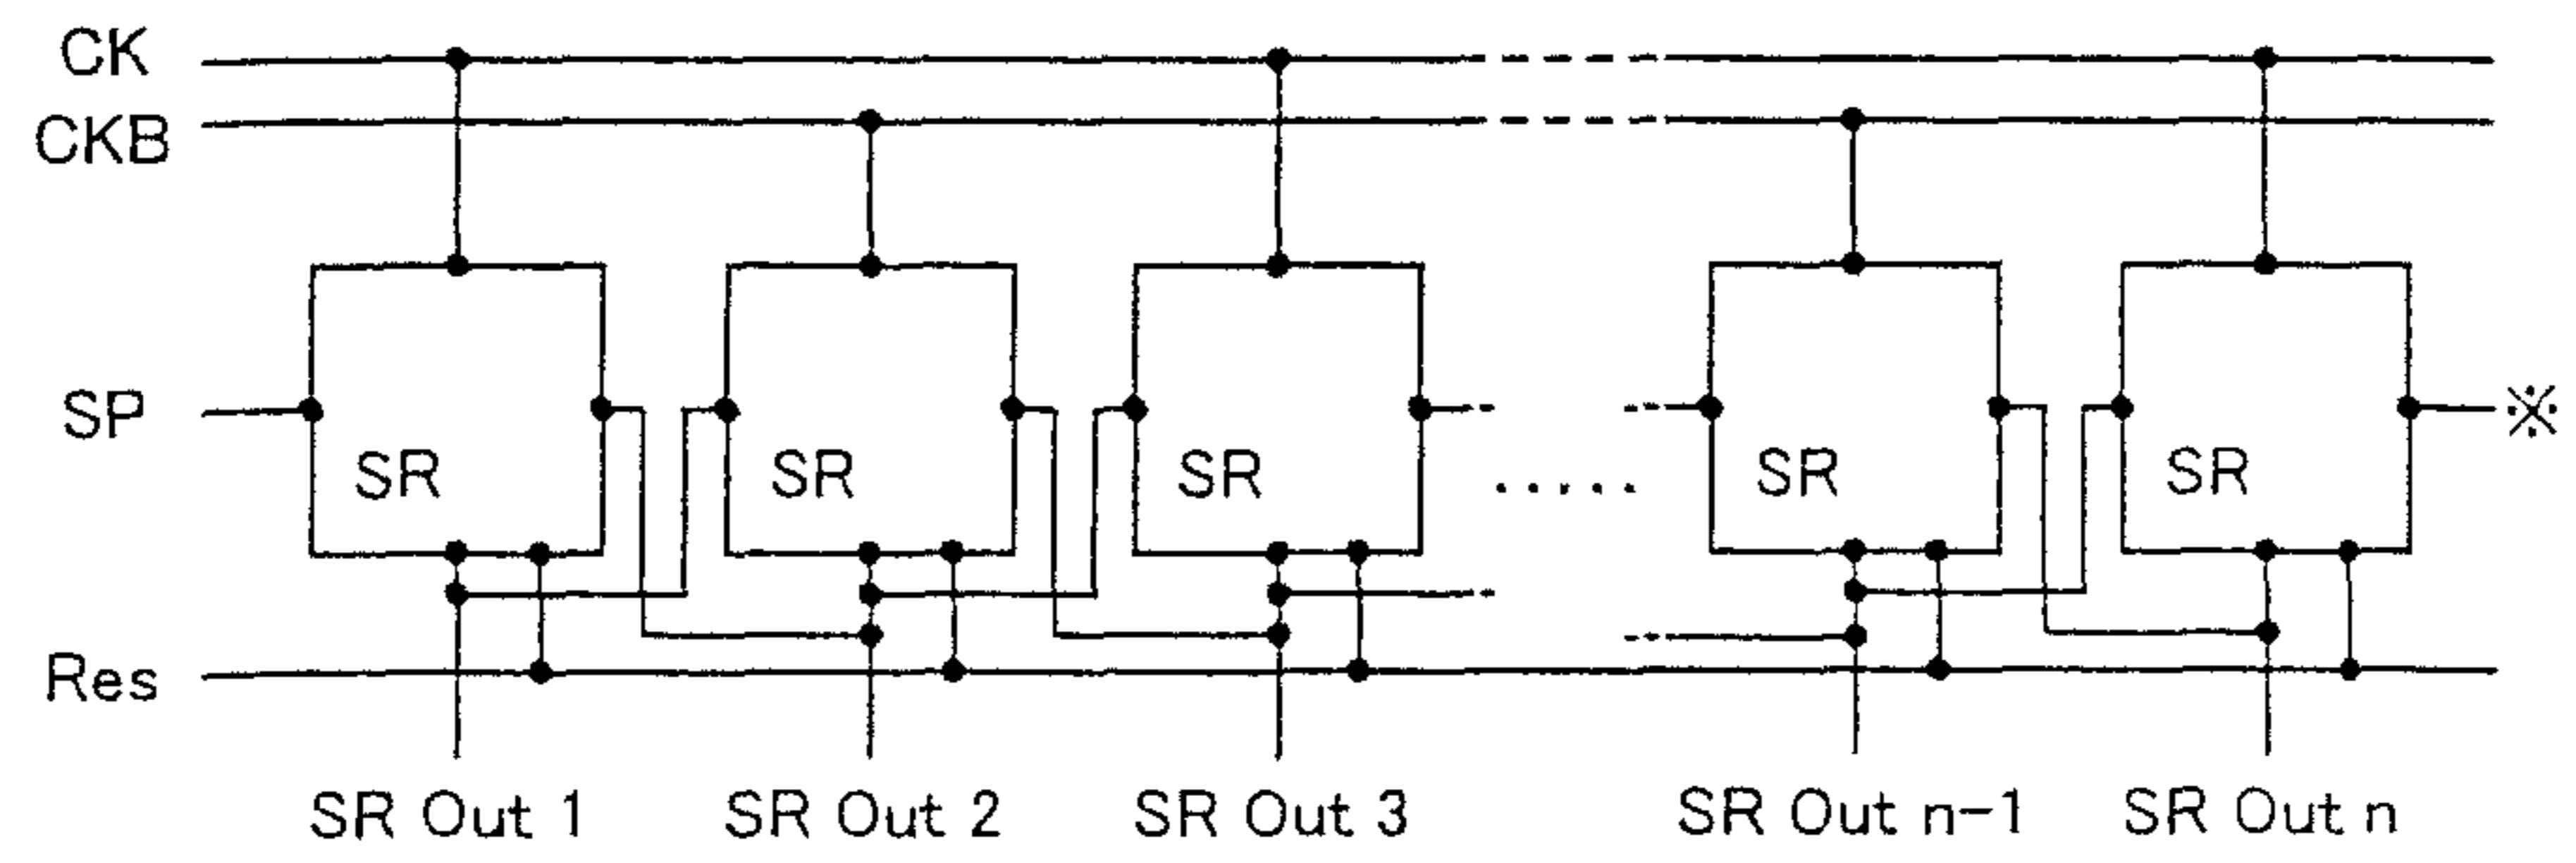 CK
CKB
SP
SR SR SR ..... SR SR
※
Res
SR Out 1 SR Out 2 SR Out 3 SR Out n-1 SR Out n